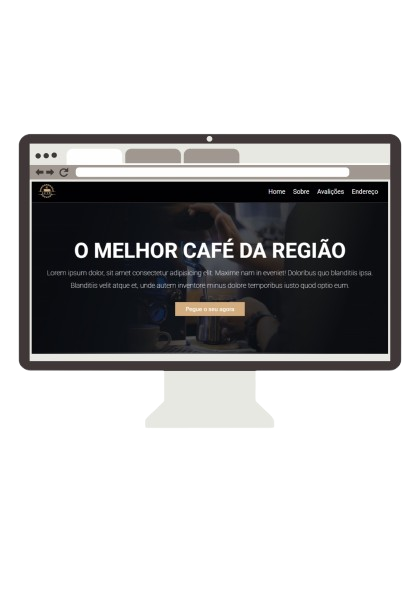 Home Sobre Avalições Endereço
O MELHOR CAFÉ DA REGIÃO
Lorem ipsum dolor, sit amet consectetur adipisicing elit. Maxime nam in eveniet! Doloribus quo blanditiis ipsa.
Blanditiis velit atque et, unde autem inventore minus dolore temporibus iusto quod optio eum.
Pegue o seu agora